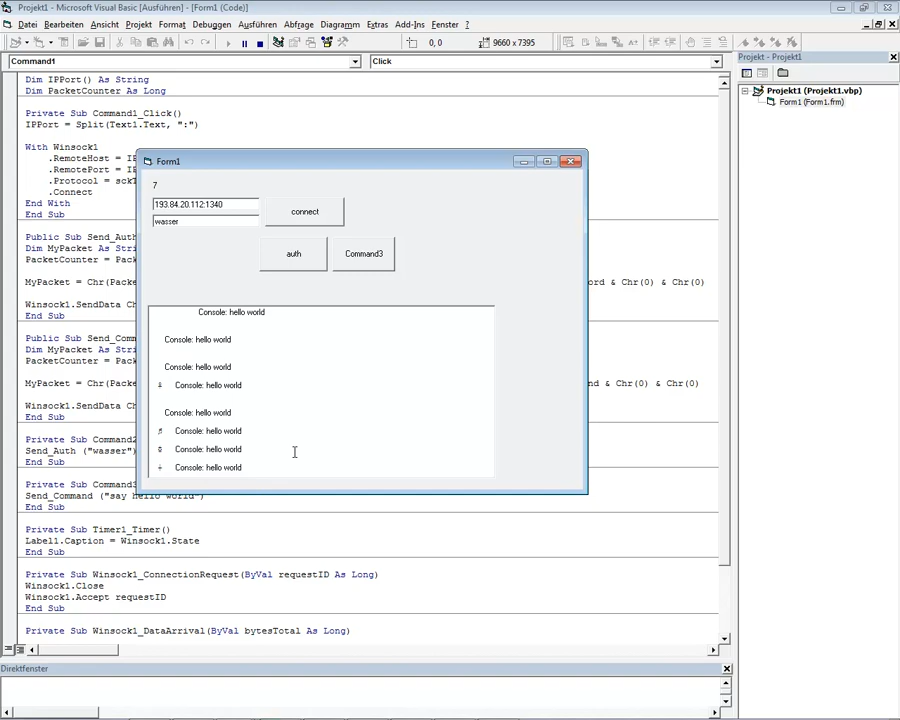 Projekt1 - Microsoft Visual Basic [Ausführen] - [Form1 (Code)]
Datei Bearbeiten Ansicht Projekt Format Debuggen Ausführen Abfrage Diagramm Extras Add-Ins Fenster ?
0, 0 9660 x 7395
Command1 Click
Projekt - Projekt1
Projekt1 (Projekt1.vbp)
Form1 (Form1.frm)
Dim IPPort() As String
Dim PacketCounter As Long
Private Sub Command1_Click()
IPPort = Split(Text1.Text, ":")
With Winsock1
.RemoteHost = IP
.RemotePort = IP
.Protocol = sckT
.Connect
End With
End Sub
Public Sub Send_Auth
Dim MyPacket As Stri
PacketCounter = Pack
MyPacket = Chr(Packe ord & Chr(0) & Chr(0)
Winsock1.SendData Ch
End Sub
Public Sub Send_Comm
Dim MyPacket As Stri
PacketCounter = Pack
MyPacket = Chr(Packe nd & Chr(0) & Chr(0)
Winsock1.SendData Ch
End Sub
Private Sub Command2
Send_Auth ("wasser")
End Sub
Private Sub Command3
Send_Command ("say hello world")
End Sub
Private Sub Timer1_Timer()
Label1.Caption = Winsock1.State
End Sub
Private Sub Winsock1_ConnectionRequest(ByVal requestID As Long)
Winsock1.Close
Winsock1.Accept requestID
End Sub
Private Sub Winsock1_DataArrival(ByVal bytesTotal As Long)
Form1
7
193.84.20.112:1340
wasser
connect
auth Command3
Console: hello world
Console: hello world
Console: hello world
Console: hello world
Console: hello world
Console: hello world
Console: hello world
Console: hello world
Direktfenster